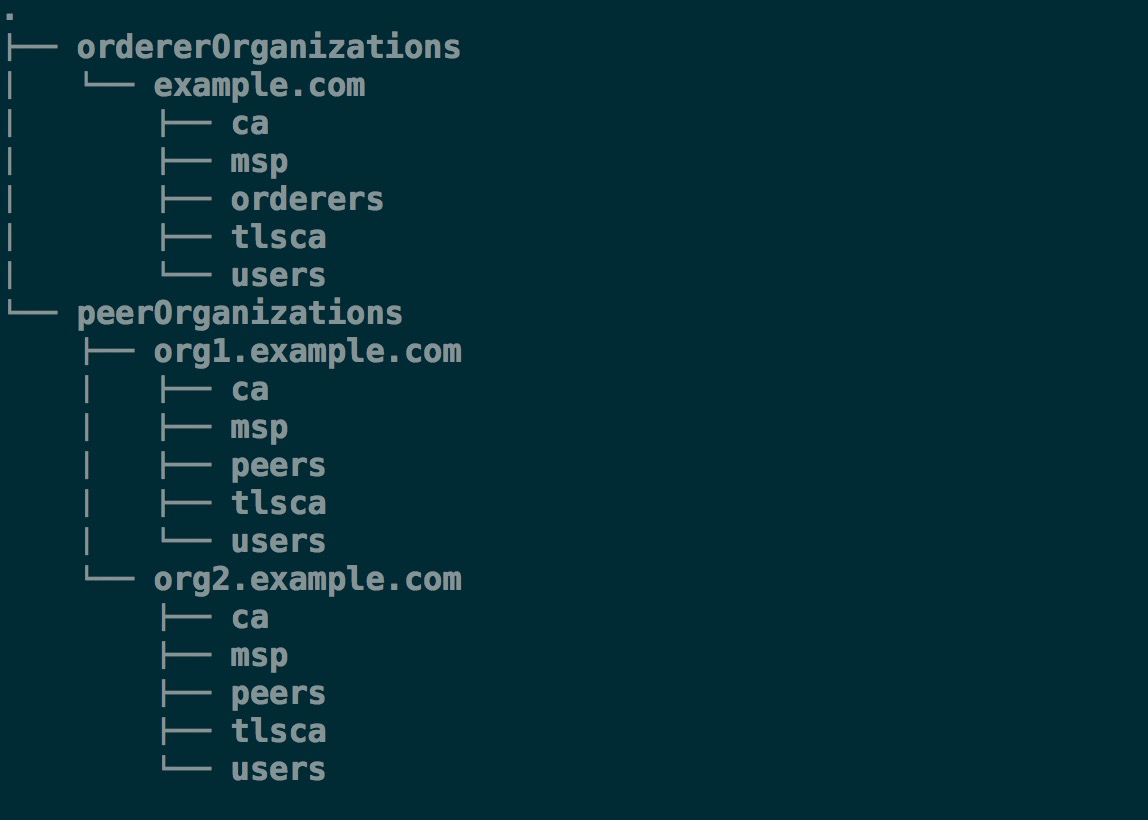 .
├── ordererOrganizations
│   └── example.com
│       ├── ca
│       ├── msp
│       ├── orderers
│       ├── tlsca
│       └── users
└── peerOrganizations
    ├── org1.example.com
    │   ├── ca
    │   ├── msp
    │   ├── peers
    │   ├── tlsca
    │   └── users
    └── org2.example.com
        ├── ca
        ├── msp
        ├── peers
        ├── tlsca
        └── users